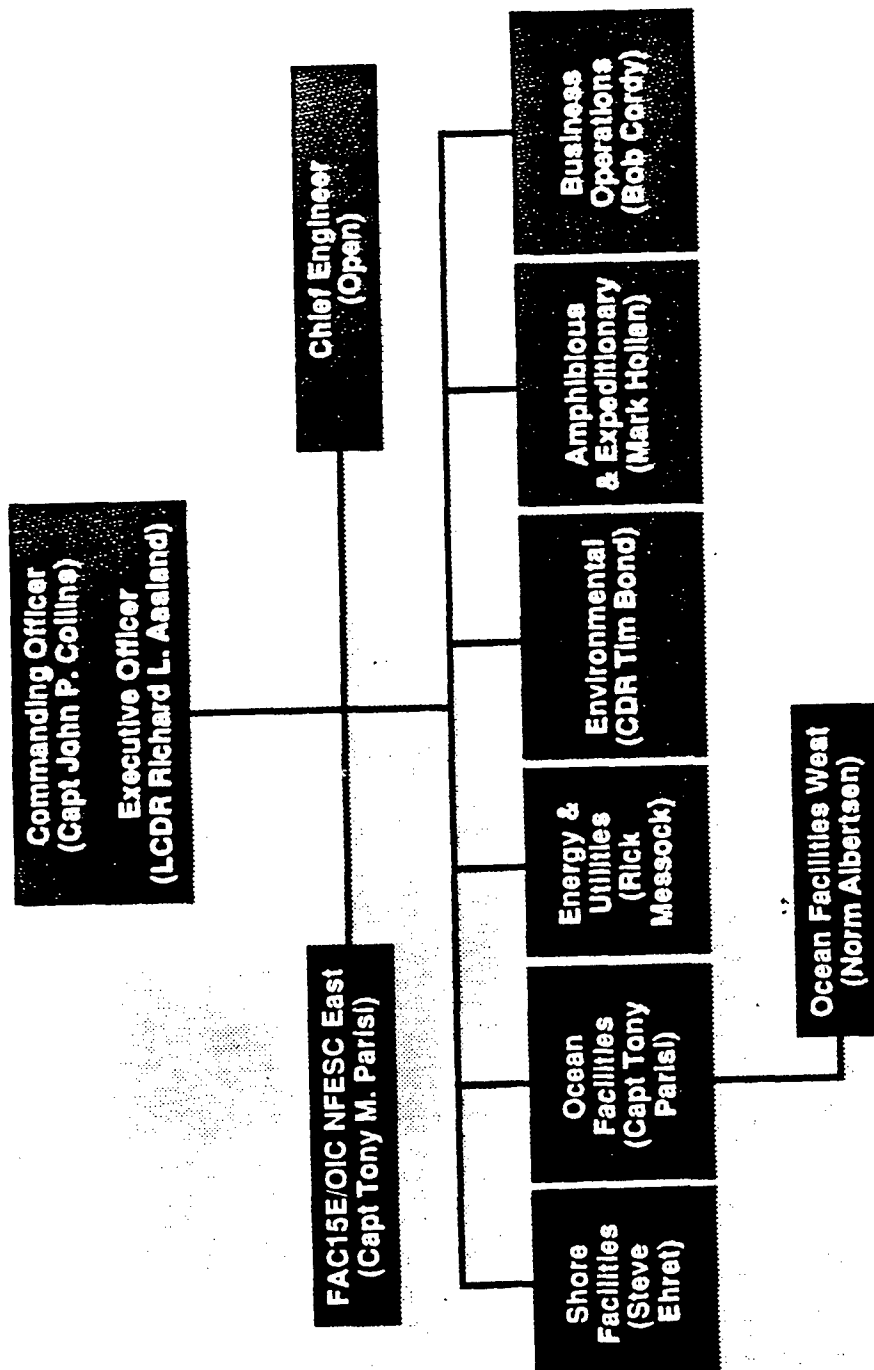 Commanding Officer
(Capt John P. Collins)
Executive Officer
(LCDR Richard L. Aasland)
Chief Engineer
(Open)
FAC15E/OIC NFESC East
(Capt Tony M. Parisi)
Shore
Facilities
(Steve
Ehret)
Ocean
Facilities
(Capt Tony
Parisi)
Energy &
Utilities
(Rick
Messock)
Environmental
(CDR Tim Bond)
Amphibious
& Expeditionary
(Mark Hollan)
Business
Operations
(Bob Cordy)
Ocean Facilities West
(Norm Albertsen)